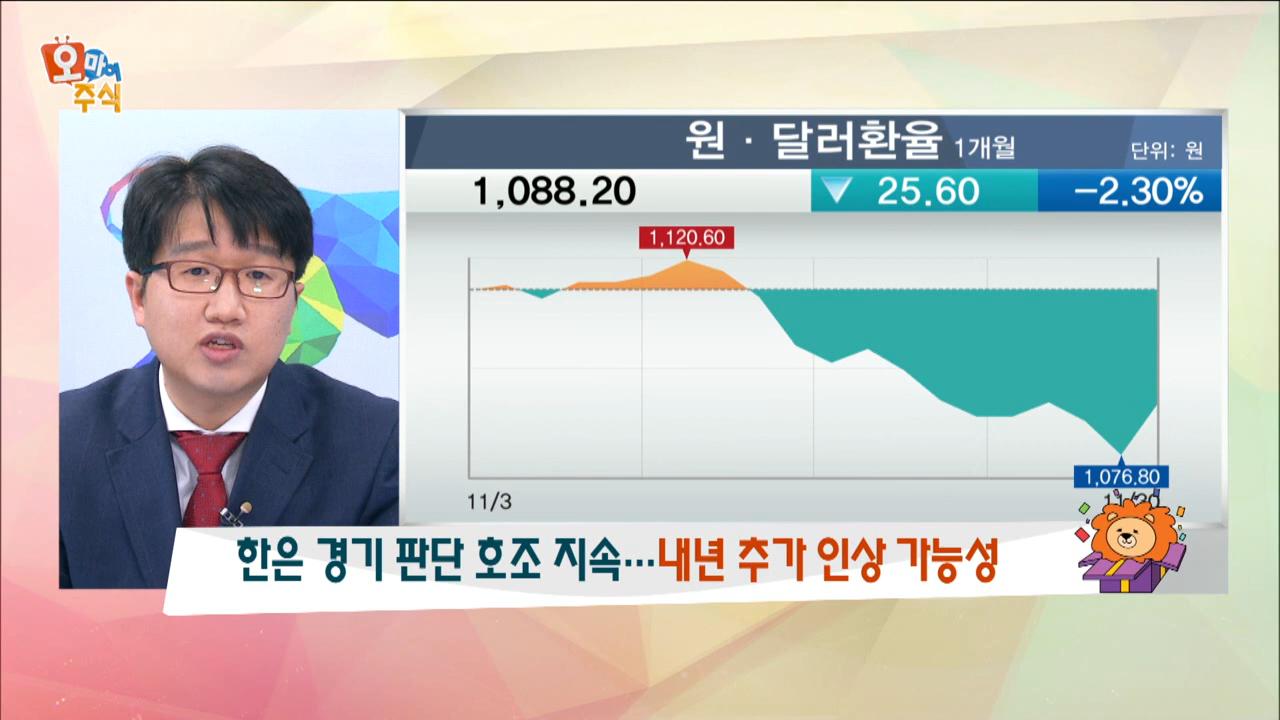 오마이
주식
원 · 달러환율 1개월
단위: 원
1,088.20
▼ 25.60
-2.30%
1,120.60
1,076.80
11/3
11/30
한은 경기 판단 호조 지속…내년 추가 인상 가능성